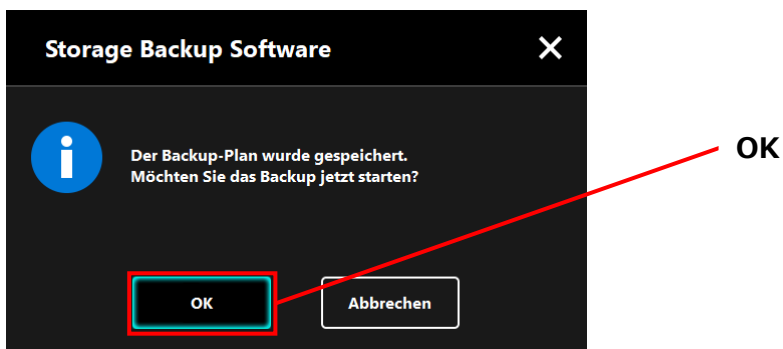 Storage Backup Software
Der Backup-Plan wurde gespeichert.
Möchten Sie das Backup jetzt starten?
OK
OK
Abbrechen